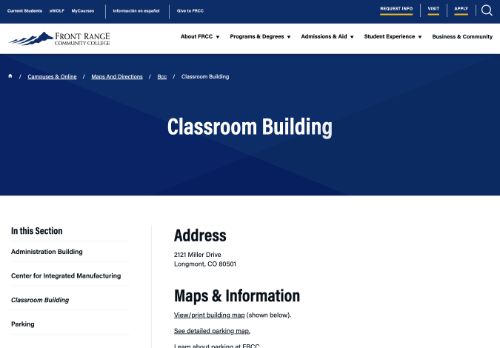 Current Students eWOLF MyCourses Información en español Give to FRCC REQUEST INFO VISIT APPLY
FRONT RANGE
COMMUNITY COLLEGE
About FRCC Programs & Degrees Admissions & Aid Student Experience Business & Community
/ Campuses & Online / Maps And Directions / Bcc / Classroom Building
Classroom Building
In this Section
Administration Building
Center for Integrated Manufacturing
Classroom Building
Parking
Address
2121 Miller Drive
Longmont, CO 80501
Maps & Information
View/print building map (shown below).
See detailed parking map.
Learn about parking at FRCC